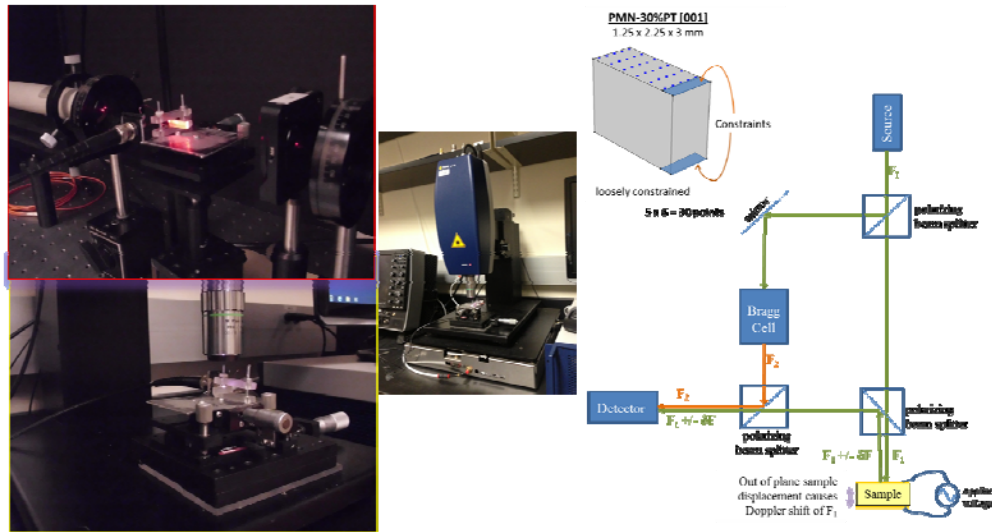 PMN-30%PT [001]
1.25 x 2.25 x 3 mm
Constraints
loosely constrained
5 x 6 = 30 points
mirror
Source
F₁
polarizing
beam splitter
Bragg
Cell
F₂
Detector
F₂
F₁ +/- δF
polarizing
beam splitter
polarizing
beam splitter
F₁ +/- δF
F₁
Out of plane sample
displacement causes
Doppler shift of F₁
Sample